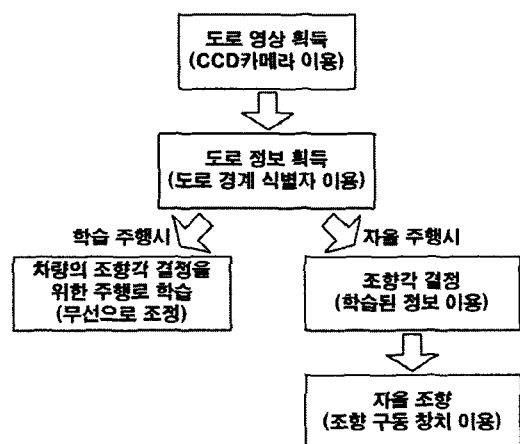 도로 영상 획득
(CCD카메라 이용)
도로 정보 획득
(도로 경계 식별자 이용)
학습 주행시
자율 주행시
차량의 조향각 결정을
위한 주행로 학습
(무선으로 조정)
조향각 결정
(학습된 정보 이용)
자율 조향
(조향 구동 창치 이용)